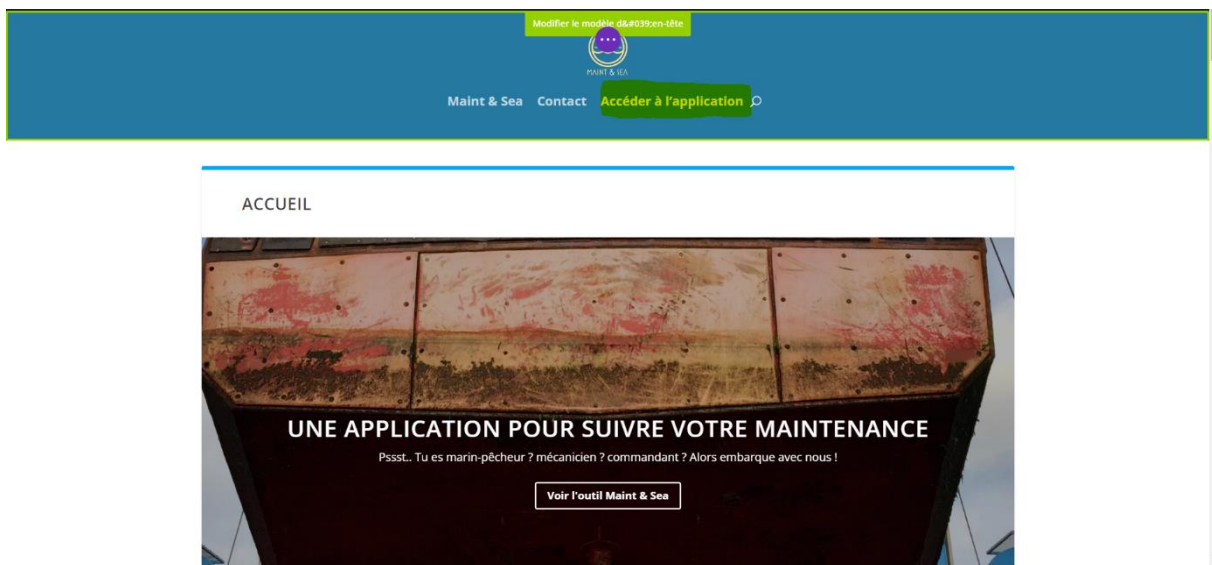 Modifier le modèle d&#039;en-tête
MAINT & SEA
Maint & Sea Contact Accéder à l'application
ACCUEIL
UNE APPLICATION POUR SUIVRE VOTRE MAINTENANCE
Pssst.. Tu es marin-pêcheur ? mécanicien ? commandant ? Alors embarque avec nous !
Voir l'outil Maint & Sea